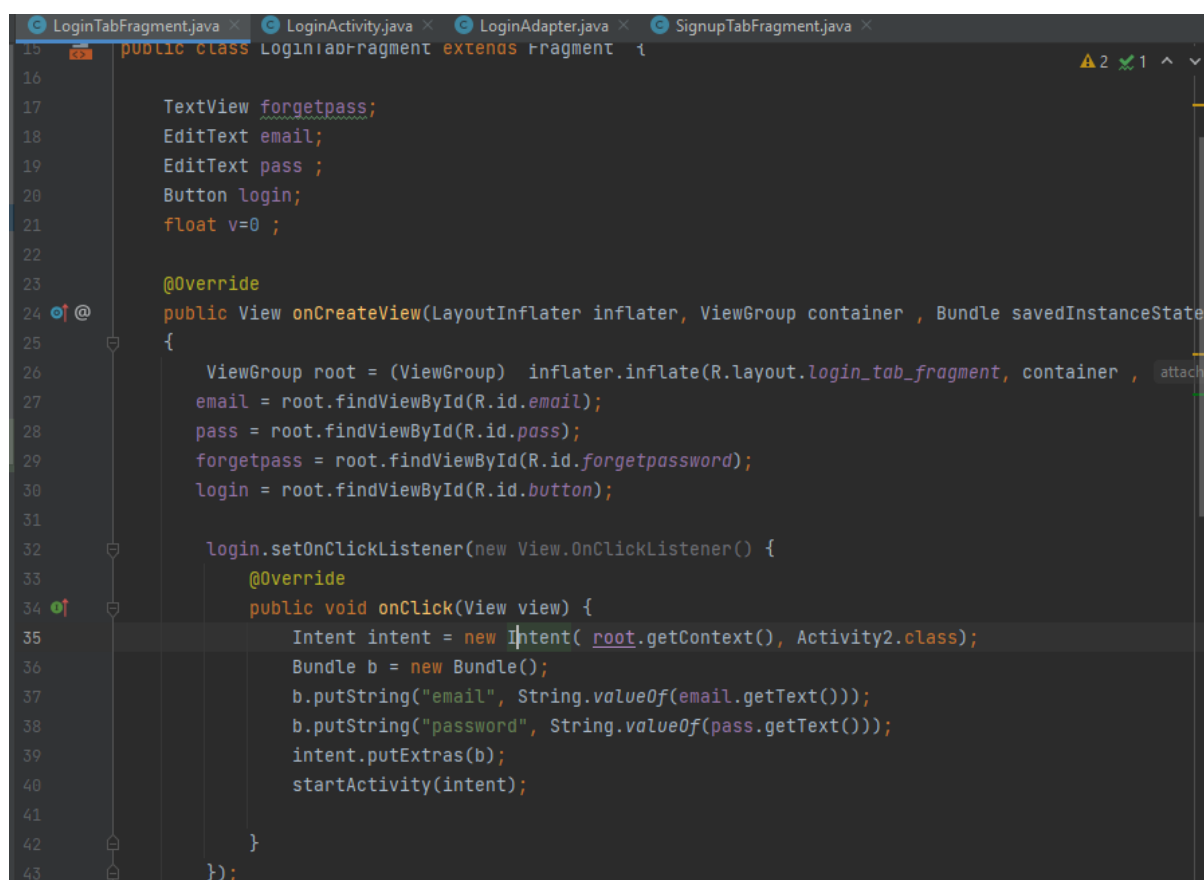 LoginTabFragment.java × LoginActivity.java × LoginAdapter.java × SignupTabFragment.java ×
15 public class LoginTabFragment extends Fragment {
2 1
16
17 TextView forgetpass;
18 EditText email;
19 EditText pass ;
20 Button login;
21 float v=0 ;
22
23 @Override
24 @ public View onCreateView(LayoutInflater inflater, ViewGroup container , Bundle savedInstanceState
25 {
26 ViewGroup root = (ViewGroup) inflater.inflate(R.layout.login_tab_fragment, container , attach
27 email = root.findViewById(R.id.email);
28 pass = root.findViewById(R.id.pass);
29 forgetpass = root.findViewById(R.id.forgetpassword);
30 login = root.findViewById(R.id.button);
31
32 login.setOnClickListener(new View.OnClickListener() {
33 @Override
34 public void onClick(View view) {
35 Intent intent = new Intent( root.getContext(), Activity2.class);
36 Bundle b = new Bundle();
37 b.putString("email", String.valueOf(email.getText()));
38 b.putString("password", String.valueOf(pass.getText()));
39 intent.putExtras(b);
40 startActivity(intent);
41
42 }
43 });